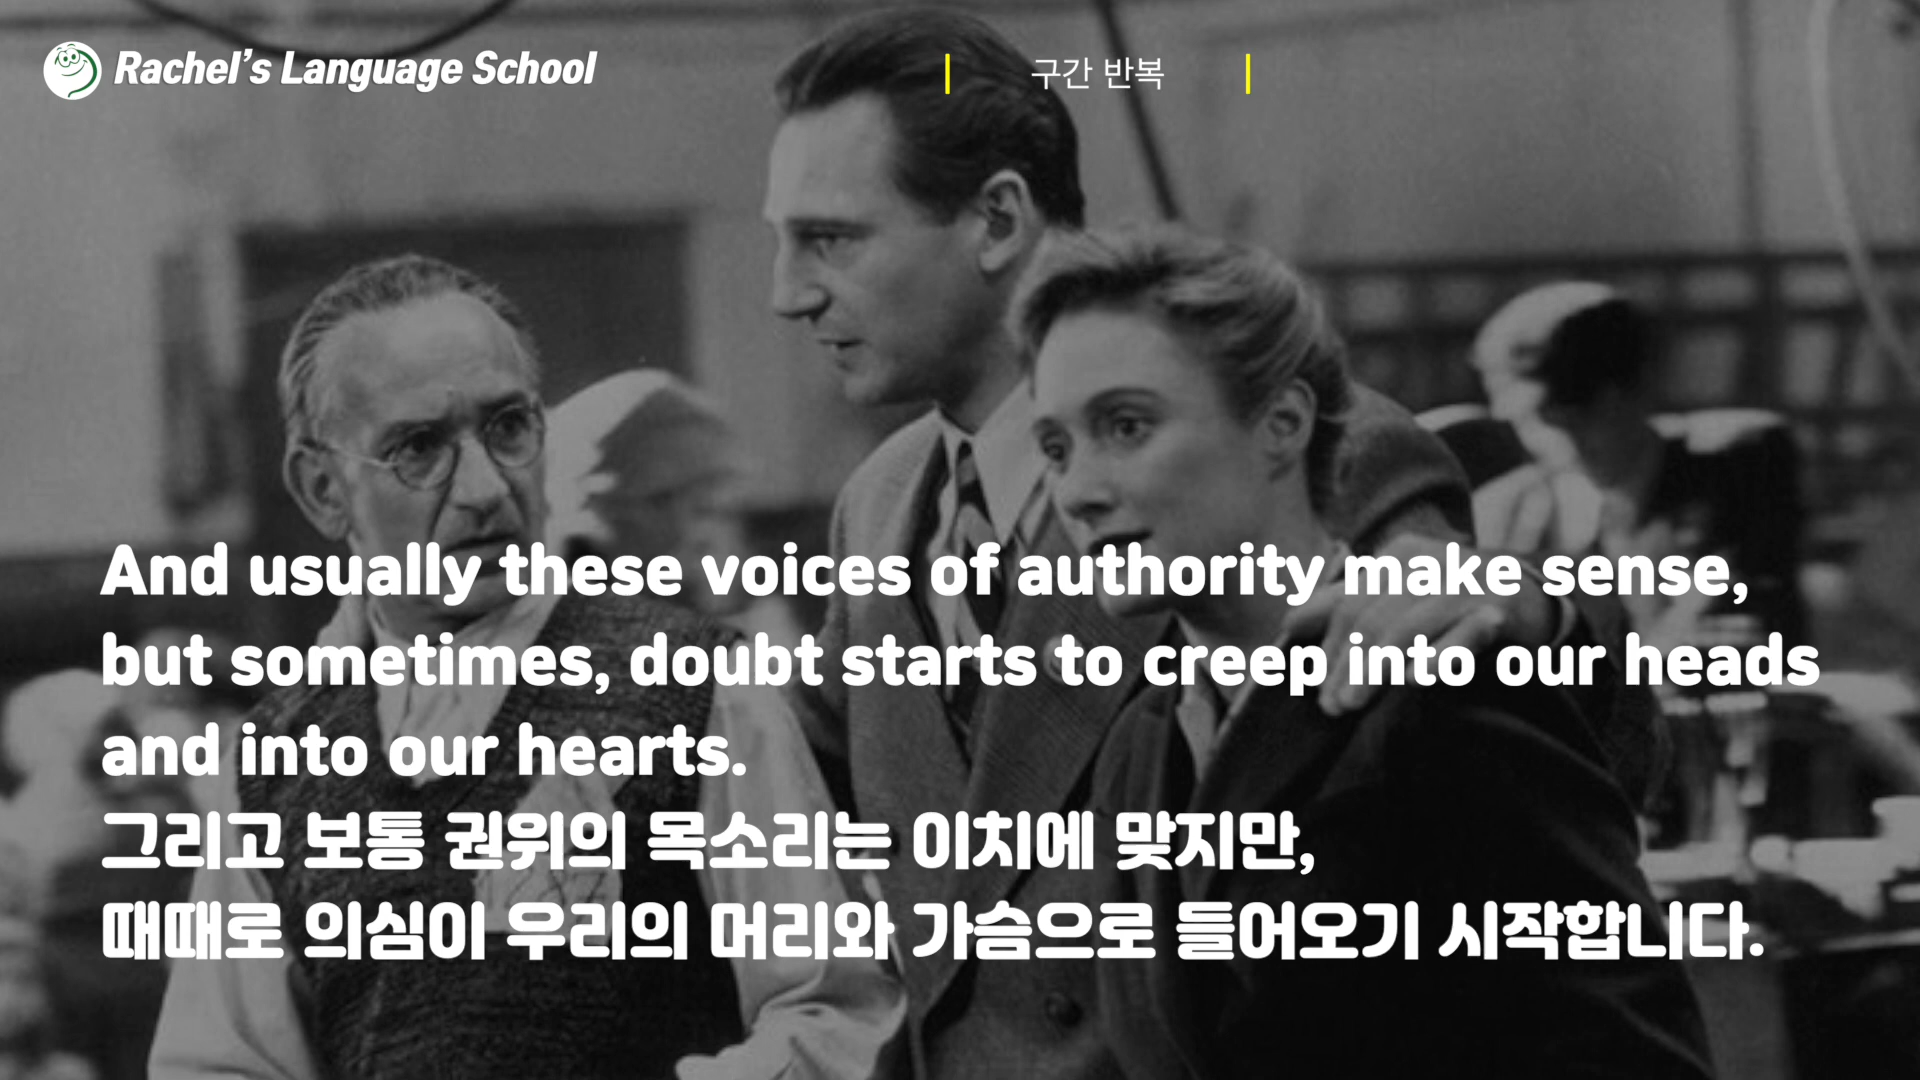 Rachel's Language School
구간 반복
And usually these voices of authority make sense,
but sometimes, doubt starts to creep into our heads
and into our hearts.
그리고 보통 권위의 목소리는 이치에 맞지만,
때때로 의심이 우리의 머리와 가슴으로 들어오기 시작합니다.